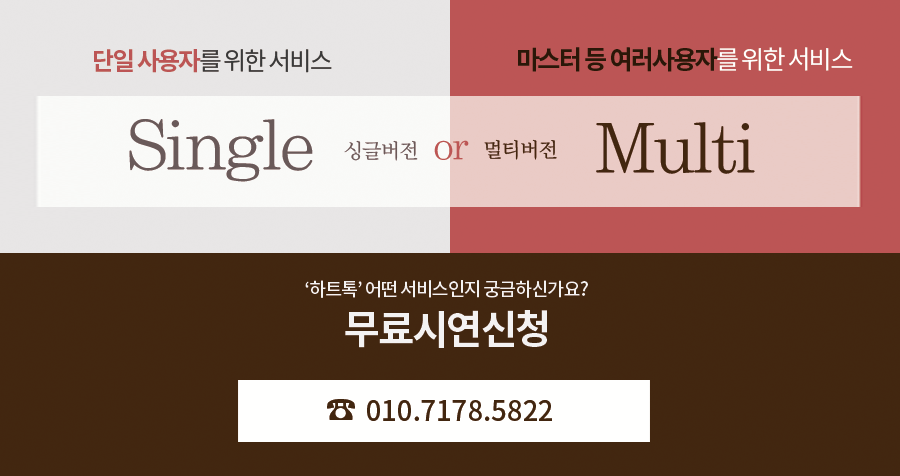 단일 사용자를 위한 서비스
마스터 등 여러사용자를 위한 서비스
Single 싱글버전 or 멀티버전 Multi
‘하트톡’ 어떤 서비스인지 궁금하신가요?
무료시연신청
☎ 010.7178.5822